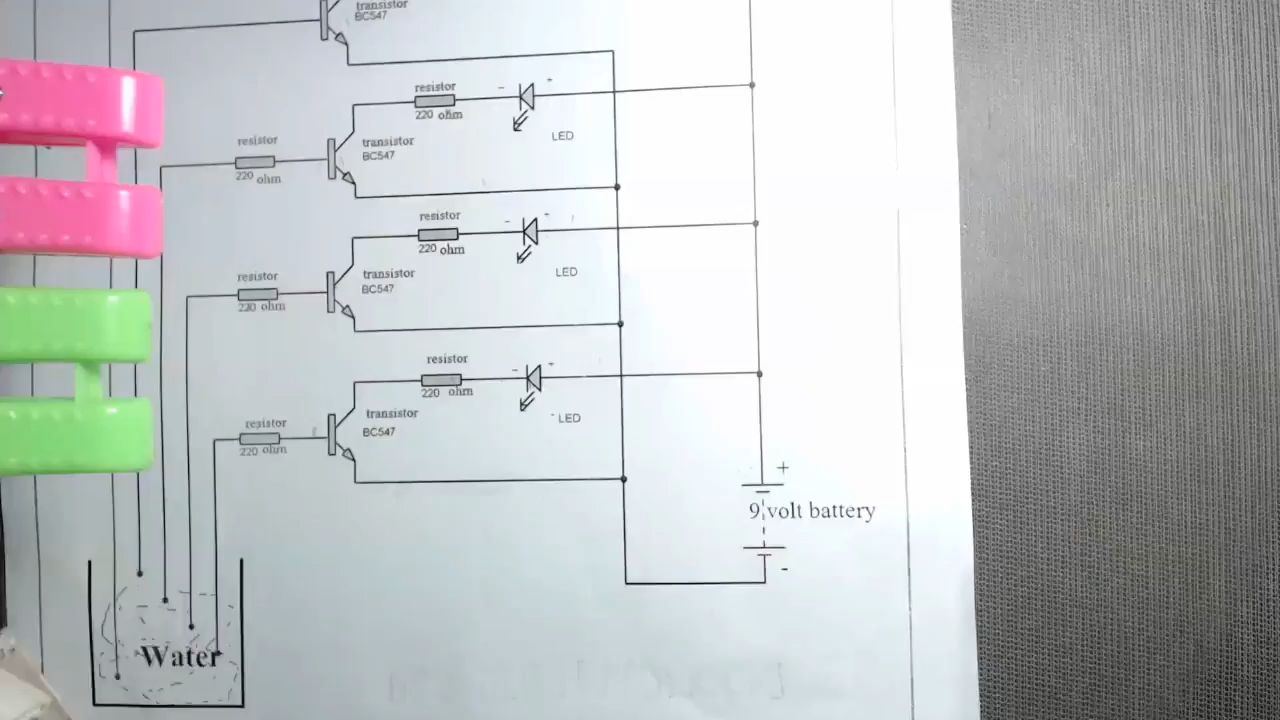 transistor
BC547
resistor
220 ohm
- +
LED
resistor
220 ohm
transistor
BC547
resistor
220 ohm
- +
LED
resistor
220 ohm
transistor
BC547
resistor
220 ohm
- +
LED
resistor
220 ohm
transistor
BC547
+
9 volt battery
-
Water